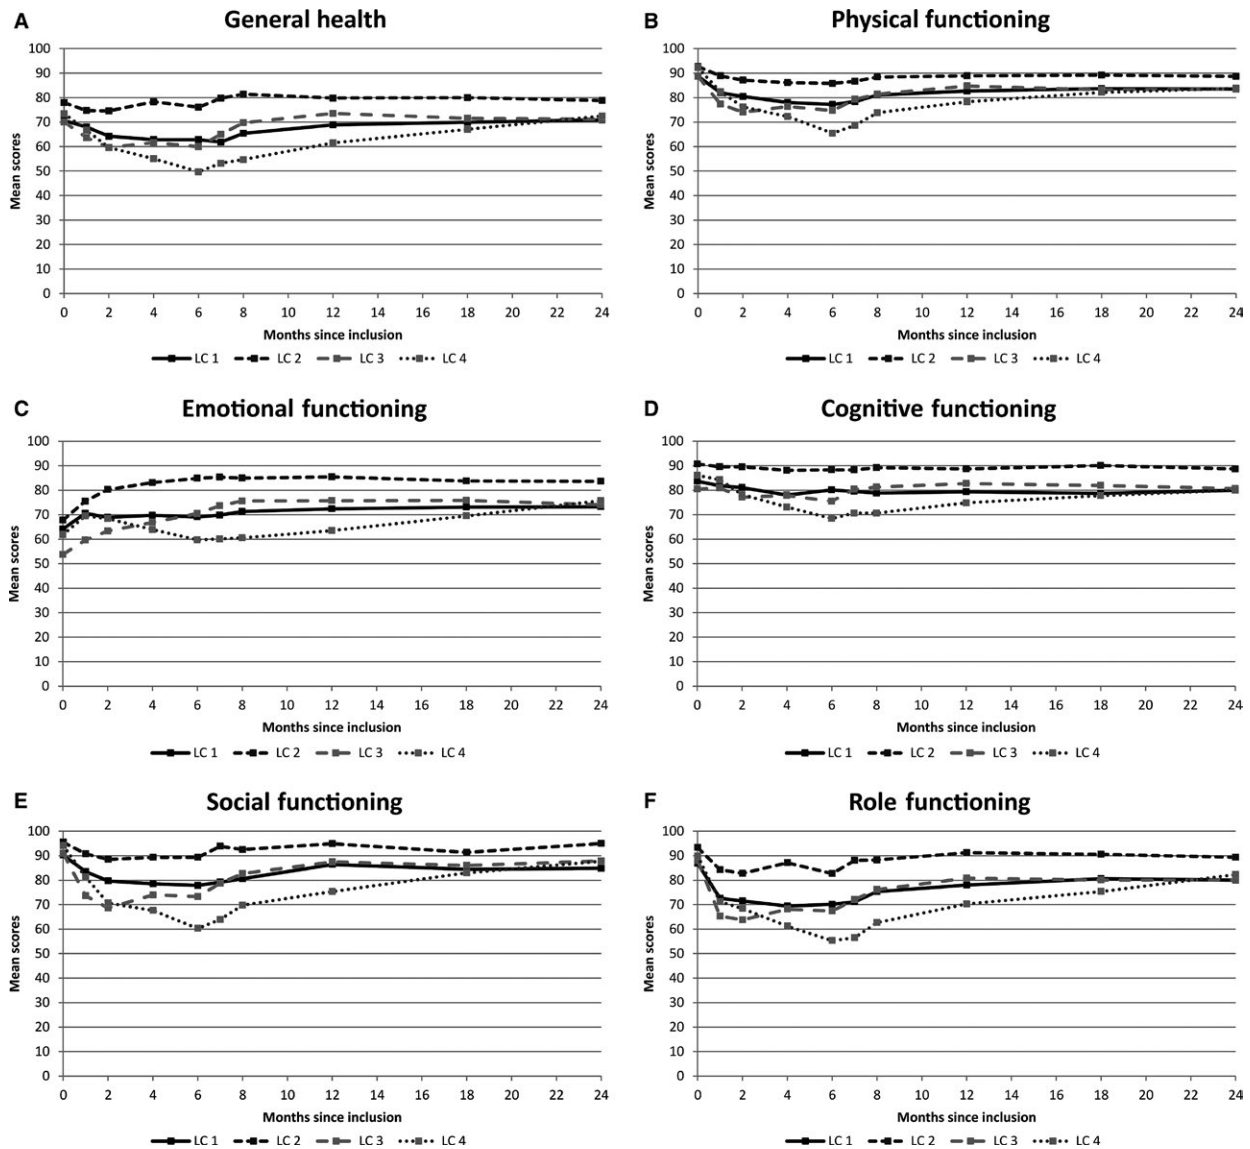 A General health
100
90
80
70
60
50
40
30
20
10
0
Mean scores
0 2 4 6 8 10 12 14 16 18 20 22 24
Months since inclusion
LC 1 LC 2 LC 3 LC 4
B Physical functioning
100
90
80
70
60
50
40
30
20
10
0
Mean scores
0 2 4 6 8 10 12 14 16 18 20 22 24
Months since inclusion
LC 1 LC 2 LC 3 LC 4
C Emotional functioning
100
90
80
70
60
50
40
30
20
10
0
Mean scores
0 2 4 6 8 10 12 14 16 18 20 22 24
Months since inclusion
LC 1 LC 2 LC 3 LC 4
D Cognitive functioning
100
90
80
70
60
50
40
30
20
10
0
Mean scores
0 2 4 6 8 10 12 14 16 18 20 22 24
Months since inclusion
LC 1 LC 2 LC 3 LC 4
E Social functioning
100
90
80
70
60
50
40
30
20
10
0
Mean scores
0 2 4 6 8 10 12 14 16 18 20 22 24
Months since inclusion
LC 1 LC 2 LC 3 LC 4
F Role functioning
100
90
80
70
60
50
40
30
20
10
0
Mean scores
0 2 4 6 8 10 12 14 16 18 20 22 24
Months since inclusion
LC 1 LC 2 LC 3 LC 4